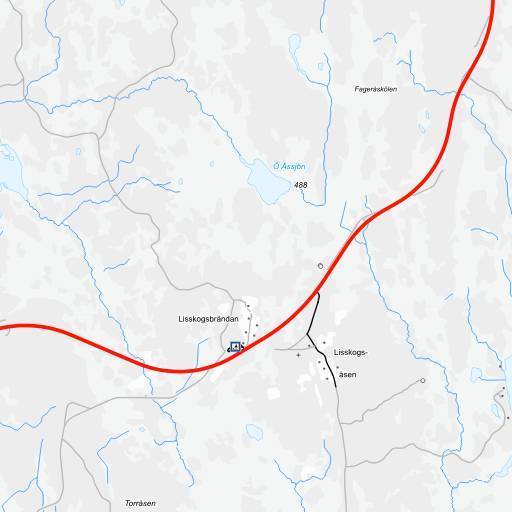 Fageråskölen
Ö Åssjön
488
Lisskogsbrändan
Lisskogs-
åsen
Torråsen